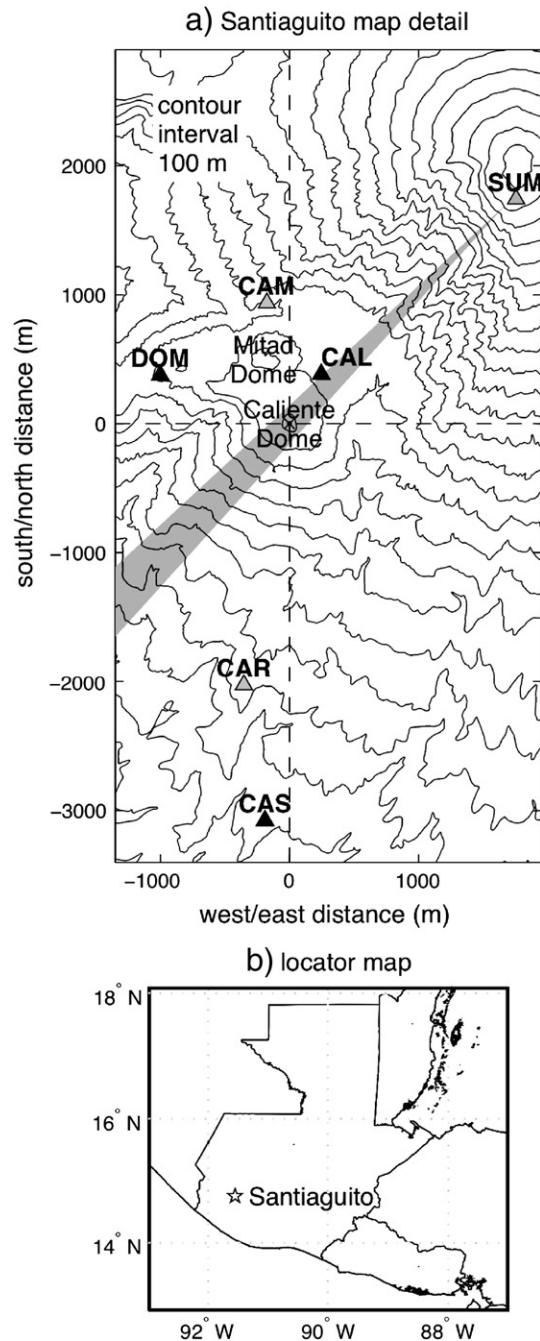 a) Santiaguito map detail
contour
interval
100 m
2000
1000
0
−1000
−2000
−3000
south/north distance (m)
SUM
CAM
Mitad
Dome
DOM
CAL
Caliente
Dome
CAR
CAS
−1000
0
1000
west/east distance (m)
b) locator map
18° N
16° N
14° N
Santiaguito
92° W
90° W
88° W